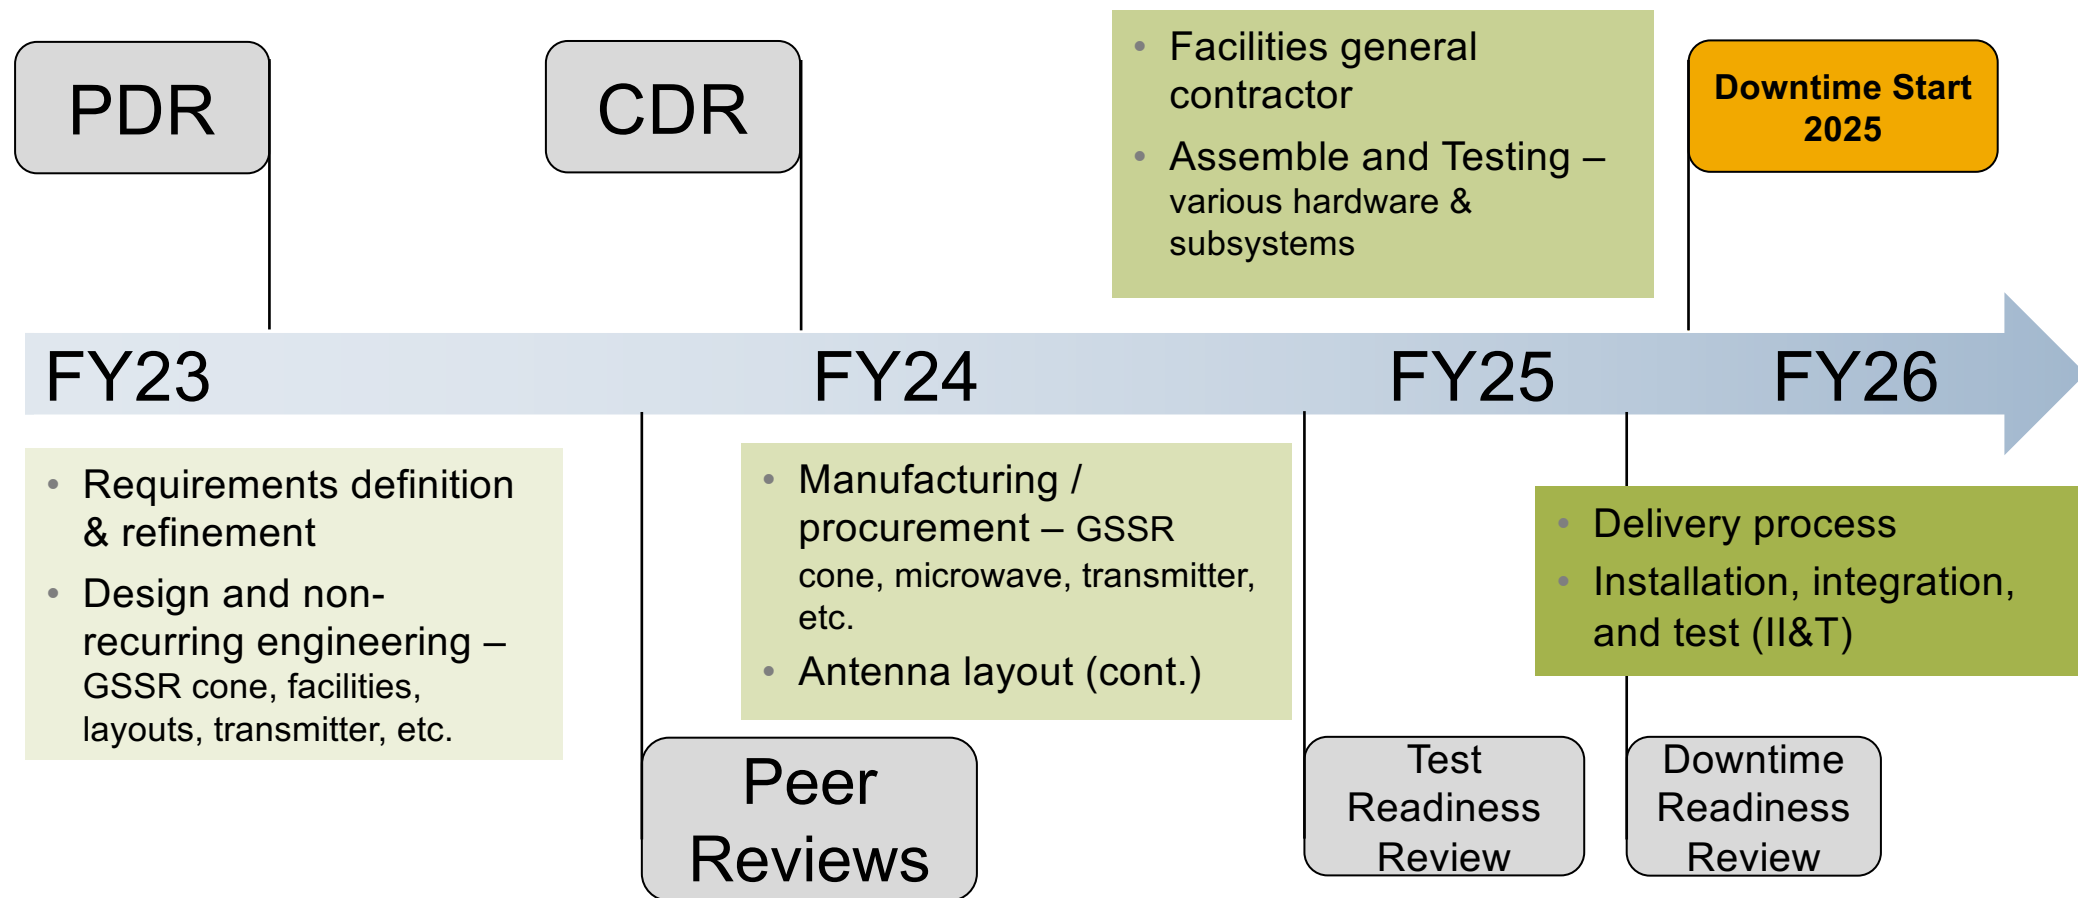 PDR
CDR
• Facilities general
contractor
• Assemble and Testing –
various hardware &
subsystems
Downtime Start
2025
FY23
FY24
FY25
FY26
• Requirements definition
& refinement
• Design and non-
recurring engineering –
GSSR cone, facilities,
layouts, transmitter, etc.
• Manufacturing /
procurement – GSSR
cone, microwave, transmitter,
etc.
• Antenna layout (cont.)
• Delivery process
• Installation, integration,
and test (II&T)
Peer
Reviews
Test
Readiness
Review
Downtime
Readiness
Review